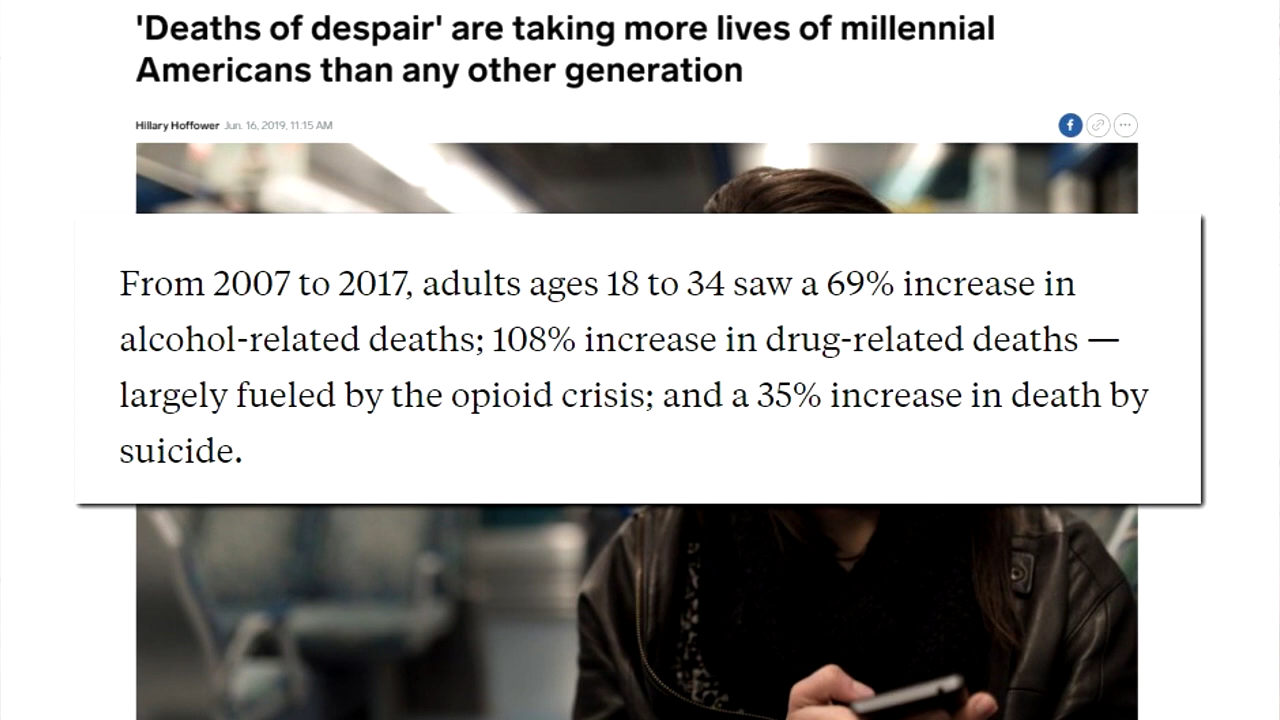 'Deaths of despair' are taking more lives of millennial
Americans than any other generation
Hillary Hoffower Jun. 16, 2019, 11:15 AM
From 2007 to 2017, adults ages 18 to 34 saw a 69% increase in
alcohol-related deaths; 108% increase in drug-related deaths —
largely fueled by the opioid crisis; and a 35% increase in death by
suicide.